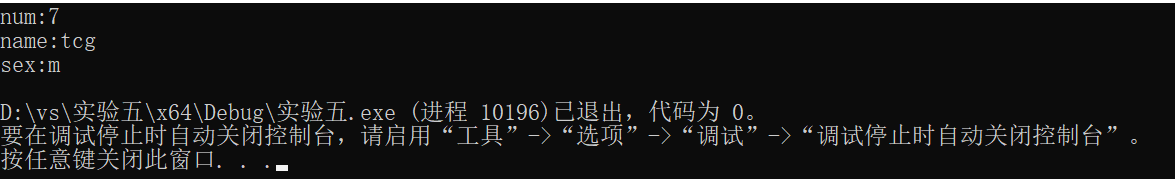 num:7
name:tcg
sex:m
D:\vs\实验五\x64\Debug\实验五.exe (进程 10196)已退出，代码为 0。
要在调试停止时自动关闭控制台，请启用“工具”->“选项”->“调试”->“调试停止时自动关闭控制台”。
按任意键关闭此窗口. . .